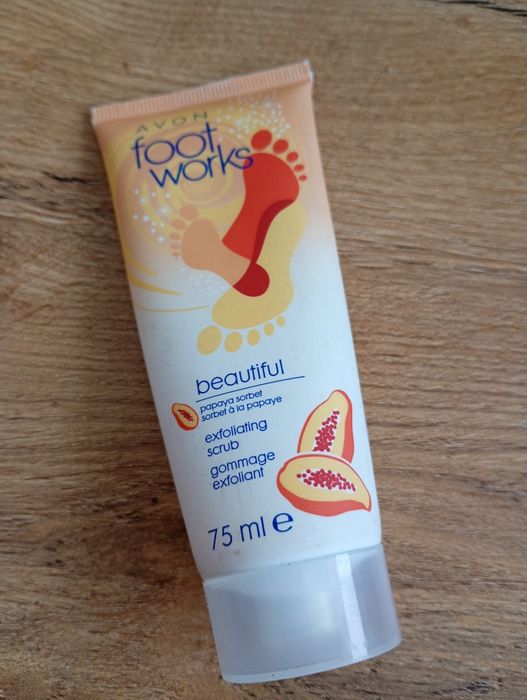 AVON
foot
works
beautiful
papaya sorbet
sorbet à la papaye
exfoliating
scrub
gommage
exfoliant
75 ml e